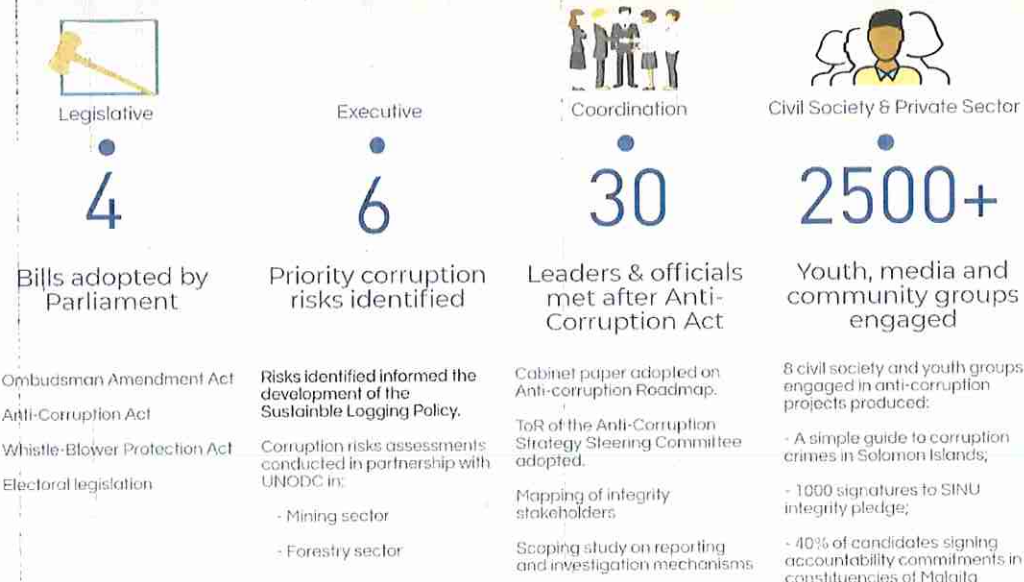 Legislative
4
Bills adopted by
Parliament
Ombudsman Amendment Act
Anti-Corruption Act
Whistle-Blower Protection Act
Electoral legislation
Executive
6
Priority corruption
risks identified
Risks identified informed the
development of the
Sustainble Logging Policy.
Corruption risks assessments
conducted in partnership with
UNODC in:
- Mining sector
- Forestry sector
Coordination
30
Leaders & officials
met after Anti-
Corruption Act
Cabinet paper adopted on
Anti-corruption Roadmap.
ToR of the Anti-Corruption
Strategy Steering Committee
adopted.
Mapping of integrity
stakeholders
Scoping study on reporting
and investigation mechanisms
Civil Society & Private Sector
2500+
Youth, media and
community groups
engaged
8 civil society and youth groups
engaged in anti-corruption
projects produced:
- A simple guide to corruption
crimes in Solomon Islands;
- 1000 signatures to SINU
integrity pledge;
- 40% of candidates signing
accountability commitments in
constituencies of Malaita